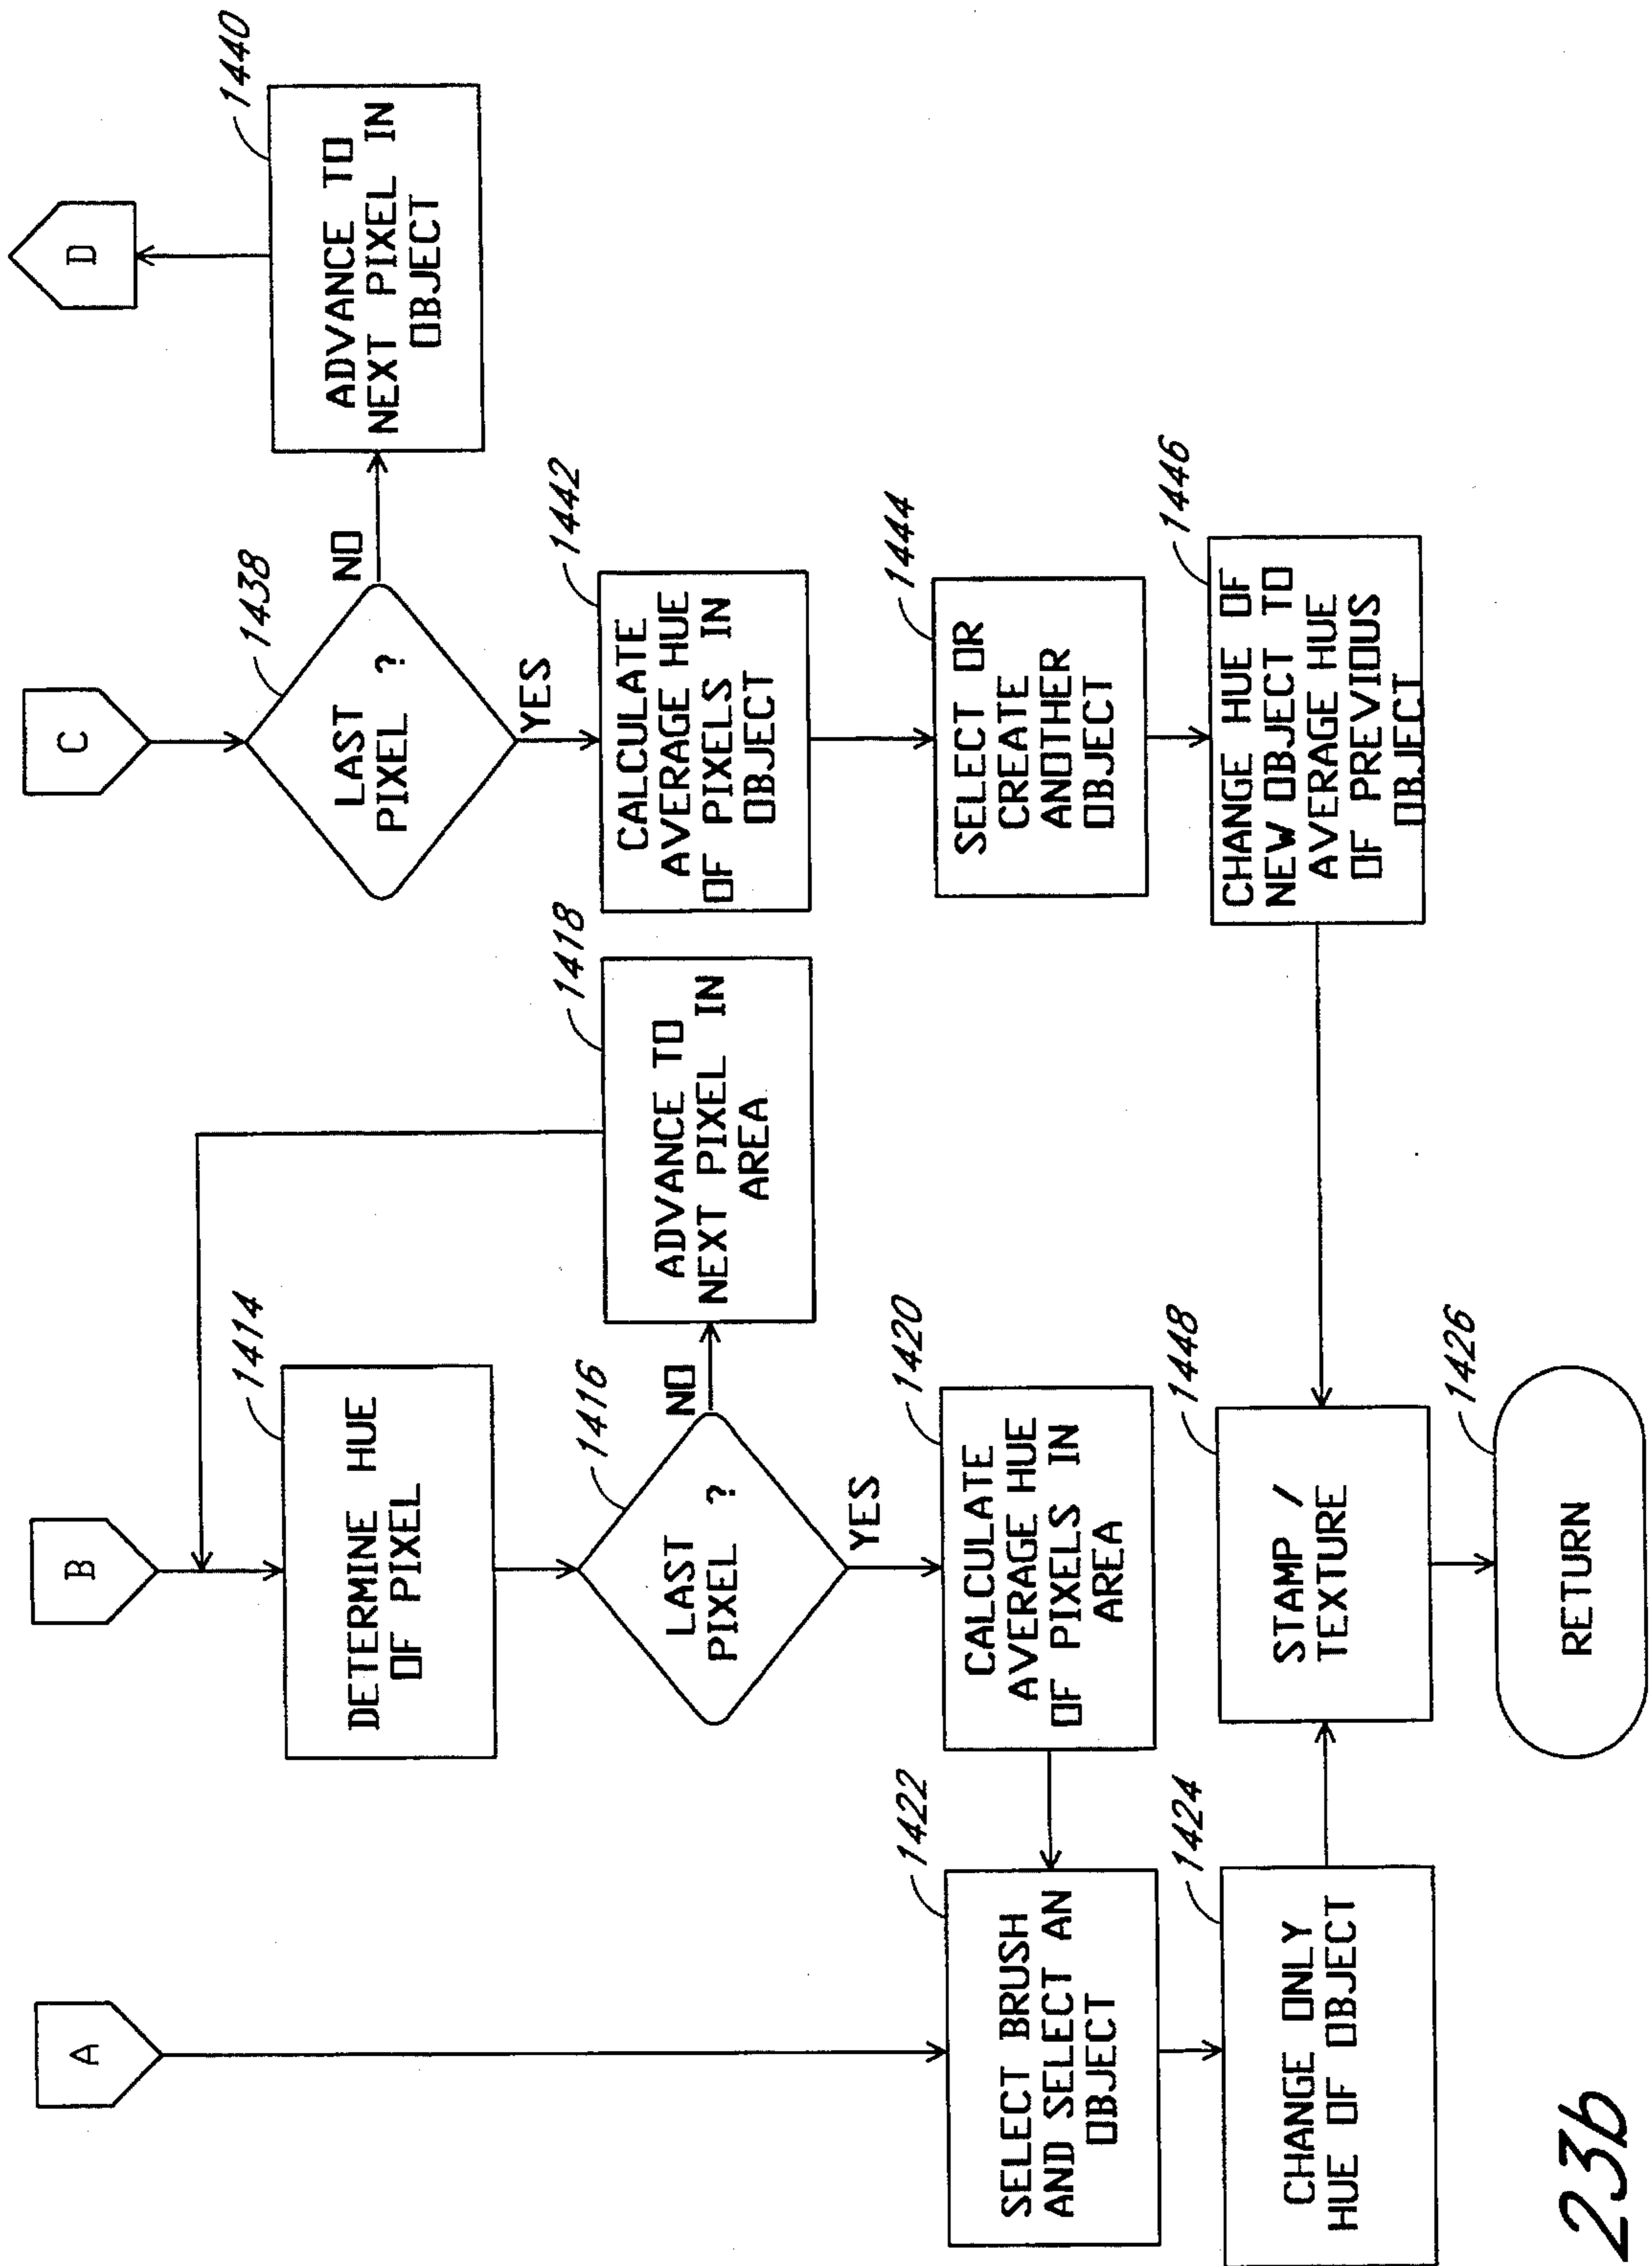 A
B
C
D
1414
DETERMINE HUE
OF PIXEL
1416
LAST
PIXEL ?
NO
YES
1418
ADVANCE TO
NEXT PIXEL IN
AREA
1420
CALCULATE
AVERAGE HUE
OF PIXELS IN
AREA
1422
SELECT BRUSH
AND SELECT AN
OBJECT
1424
CHANGE ONLY
HUE OF OBJECT
1438
LAST
PIXEL ?
NO
YES
1440
ADVANCE TO
NEXT PIXEL IN
OBJECT
1442
CALCULATE
AVERAGE HUE
OF PIXELS IN
OBJECT
1444
SELECT OR
CREATE
ANOTHER
OBJECT
1446
CHANGE HUE OF
NEW OBJECT TO
AVERAGE HUE
OF PREVIOUS
OBJECT
1448
STAMP /
TEXTURE
1426
RETURN
23b